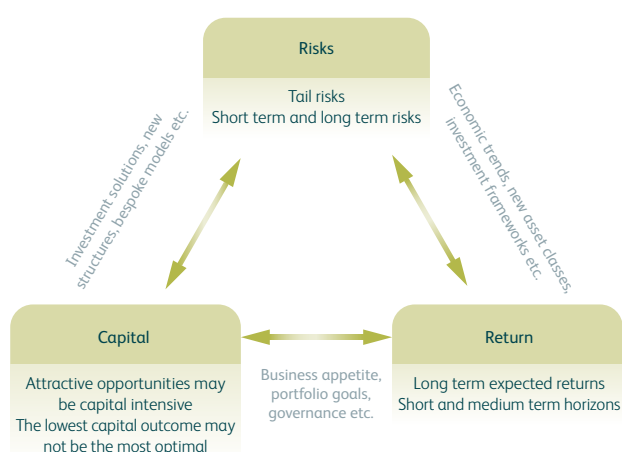 Risks
Tail risks
Short term and long term risks
Investment solutions, new
structures, bespoke models etc.
Economic trends, new asset classes,
investment frameworks etc.
Capital
Attractive opportunities may
be capital intensive
The lowest capital outcome may
not be the most optimal
Business appetite,
portfolio goals,
governance etc.
Return
Long term expected returns
Short and medium term horizons